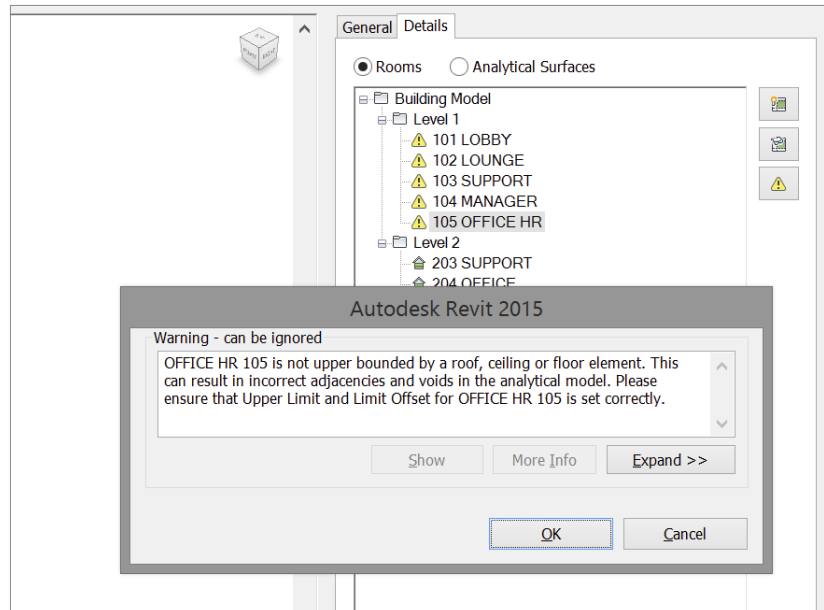 General Details
Rooms Analytical Surfaces
Building Model
Level 1
101 LOBBY
102 LOUNGE
103 SUPPORT
104 MANAGER
105 OFFICE HR
Level 2
203 SUPPORT
204 OFFICE
Autodesk Revit 2015
Warning - can be ignored
OFFICE HR 105 is not upper bounded by a roof, ceiling or floor element. This
can result in incorrect adjacencies and voids in the analytical model. Please
ensure that Upper Limit and Limit Offset for OFFICE HR 105 is set correctly.
Show More Info Expand >>
OK Cancel